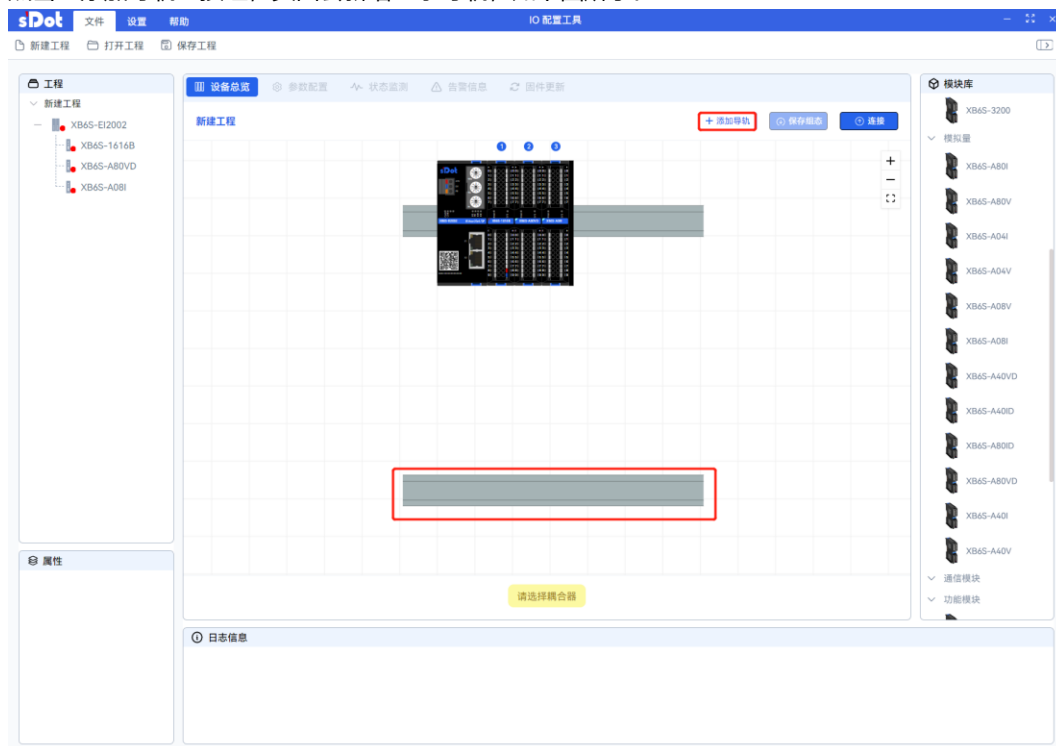 sDot 文件 设置 帮助 IO 配置工具
新建工程 打开工程 保存工程
工程
新建工程
XB6S-EI2002
XB6S-1616B
XB6S-A80VD
XB6S-A08I
属性
设备总览 参数配置 状态监测 告警信息 固件更新
新建工程 + 添加导轨 保存组态 连接
1 2 3
sDot
请选择耦合器
日志信息
模块库
XB6S-3200
模拟量
XB6S-A80I
XB6S-A80V
XB6S-A04I
XB6S-A04V
XB6S-A08V
XB6S-A08I
XB6S-A40VD
XB6S-A40ID
XB6S-A80ID
XB6S-A80VD
XB6S-A40I
XB6S-A40V
通信模块
功能模块